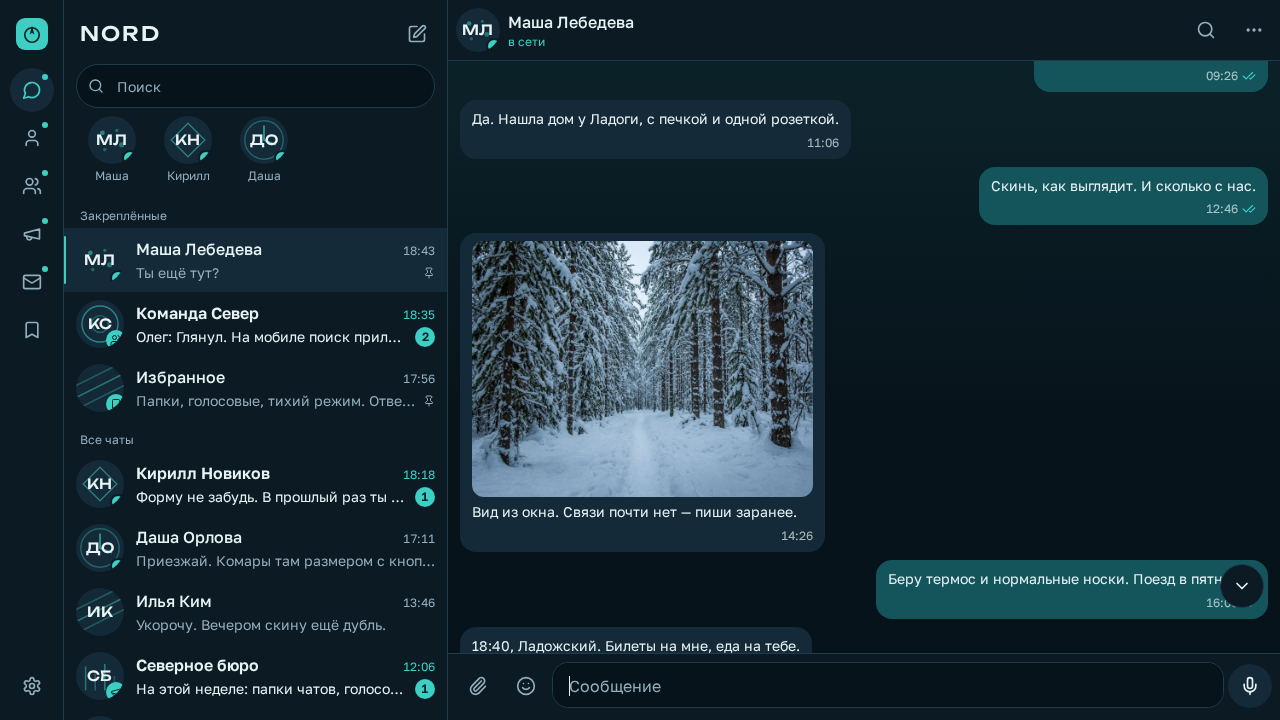 NORD
Поиск
МЛ
КН
ДО
Маша
Кирилл
Даша
Закреплённые
МЛ
Маша Лебедева
18:43
Ты ещё тут?
КС
Команда Север
18:35
Олег: Глянул. На мобиле поиск прил...
2
Избранное
17:56
Папки, голосовые, тихий режим. Отве...
Все чаты
КН
Кирилл Новиков
18:18
Форму не забудь. В прошлый раз ты ...
1
ДО
Даша Орлова
17:11
Приезжай. Комары там размером с кноп...
ИК
Илья Ким
13:46
Укорочу. Вечером скину ещё дубль.
СБ
Северное бюро
12:06
На этой неделе: папки чатов, голосо...
1
МЛ
Маша Лебедева
в сети
09:26
Да. Нашла дом у Ладоги, с печкой и одной розеткой.
11:06
Скинь, как выглядит. И сколько с нас.
12:46
Вид из окна. Связи почти нет — пиши заранее.
14:26
Беру термос и нормальные носки. Поезд в
18:40, Ладожский. Билеты на мне, еда на тебе.
Сообщение